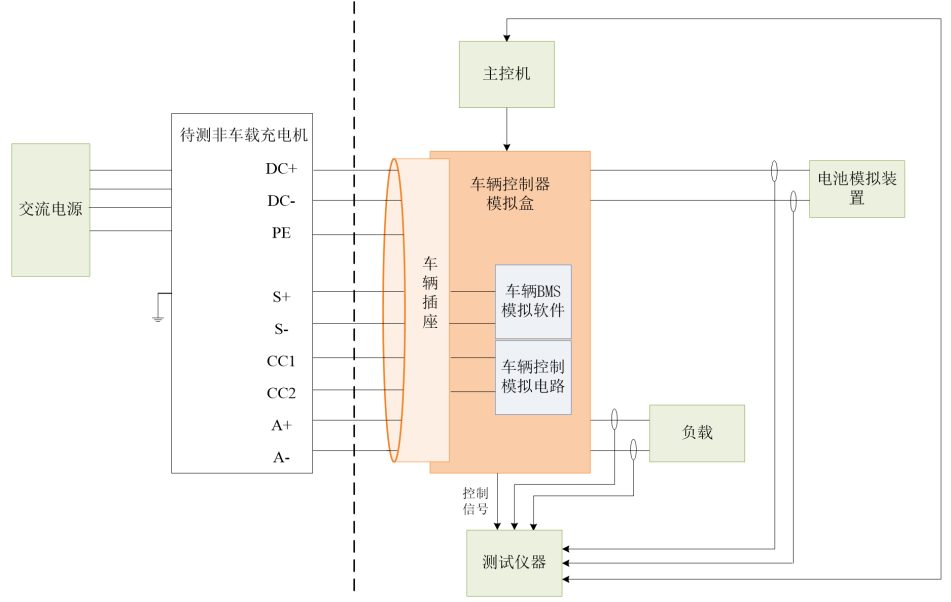 主控机
待测非车载充电机
交流电源
DC+
DC-
PE
S+
S-
CC1
CC2
A+
A-
车辆插座
车辆控制器
模拟盒
车辆BMS
模拟软件
车辆控制
模拟电路
电池模拟装
置
负载
控制
信号
测试仪器